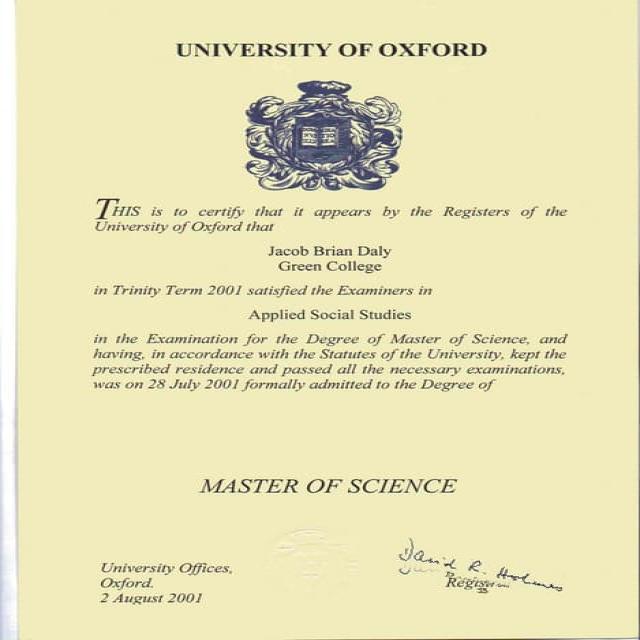 UNIVERSITY OF OXFORD
THIS is to certify that it appears by the Registers of the
University of Oxford that
Jacob Brian Daly
Green College
in Trinity Term 2001 satisfied the Examiners in
Applied Social Studies
in the Examination for the Degree of Master of Science, and
having, in accordance with the Statutes of the University, kept the
prescribed residence and passed all the necessary examinations,
was on 28 July 2001 formally admitted to the Degree of
MASTER OF SCIENCE
University Offices,
Oxford.
2 August 2001
David R. Holmes
Registrar